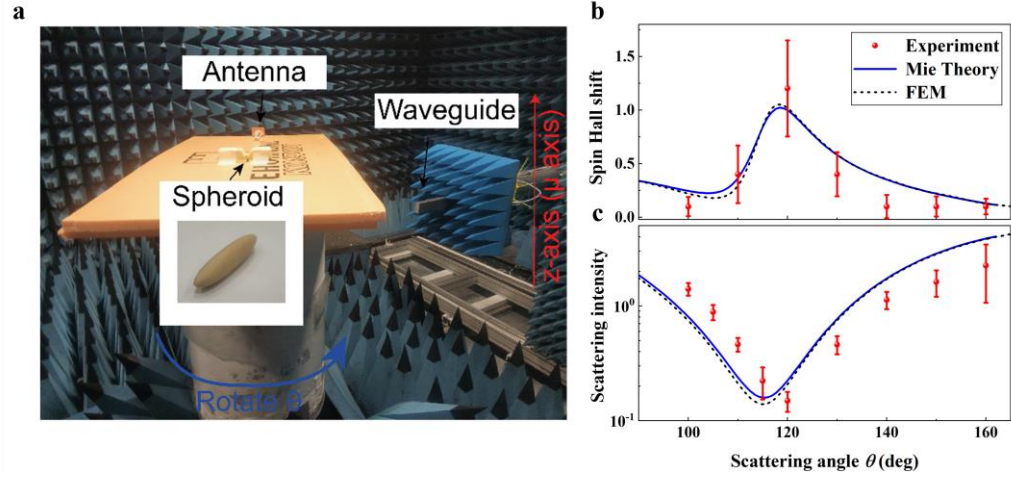 a
Antenna
Waveguide
Spheroid
z-axis (μ axis)
Rotate θ
b
1.5
1.0
0.5
0.0
Spin Hall shift
Experiment
Mie Theory
FEM
c
10⁰
10⁻¹
Scattering intensity
100
120
140
160
Scattering angle θ (deg)